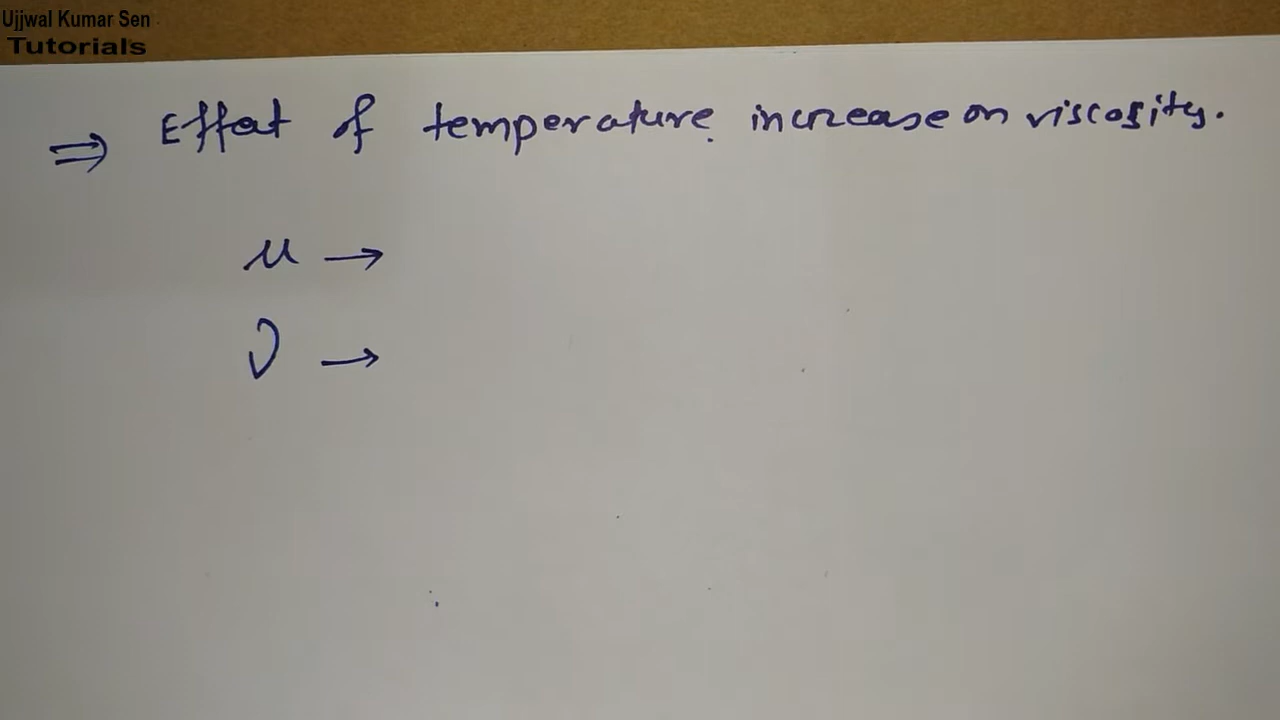 Ujjwal Kumar Sen
Tutorials
⇒ Effect of temperature increase on viscosity.
μ →
ν →